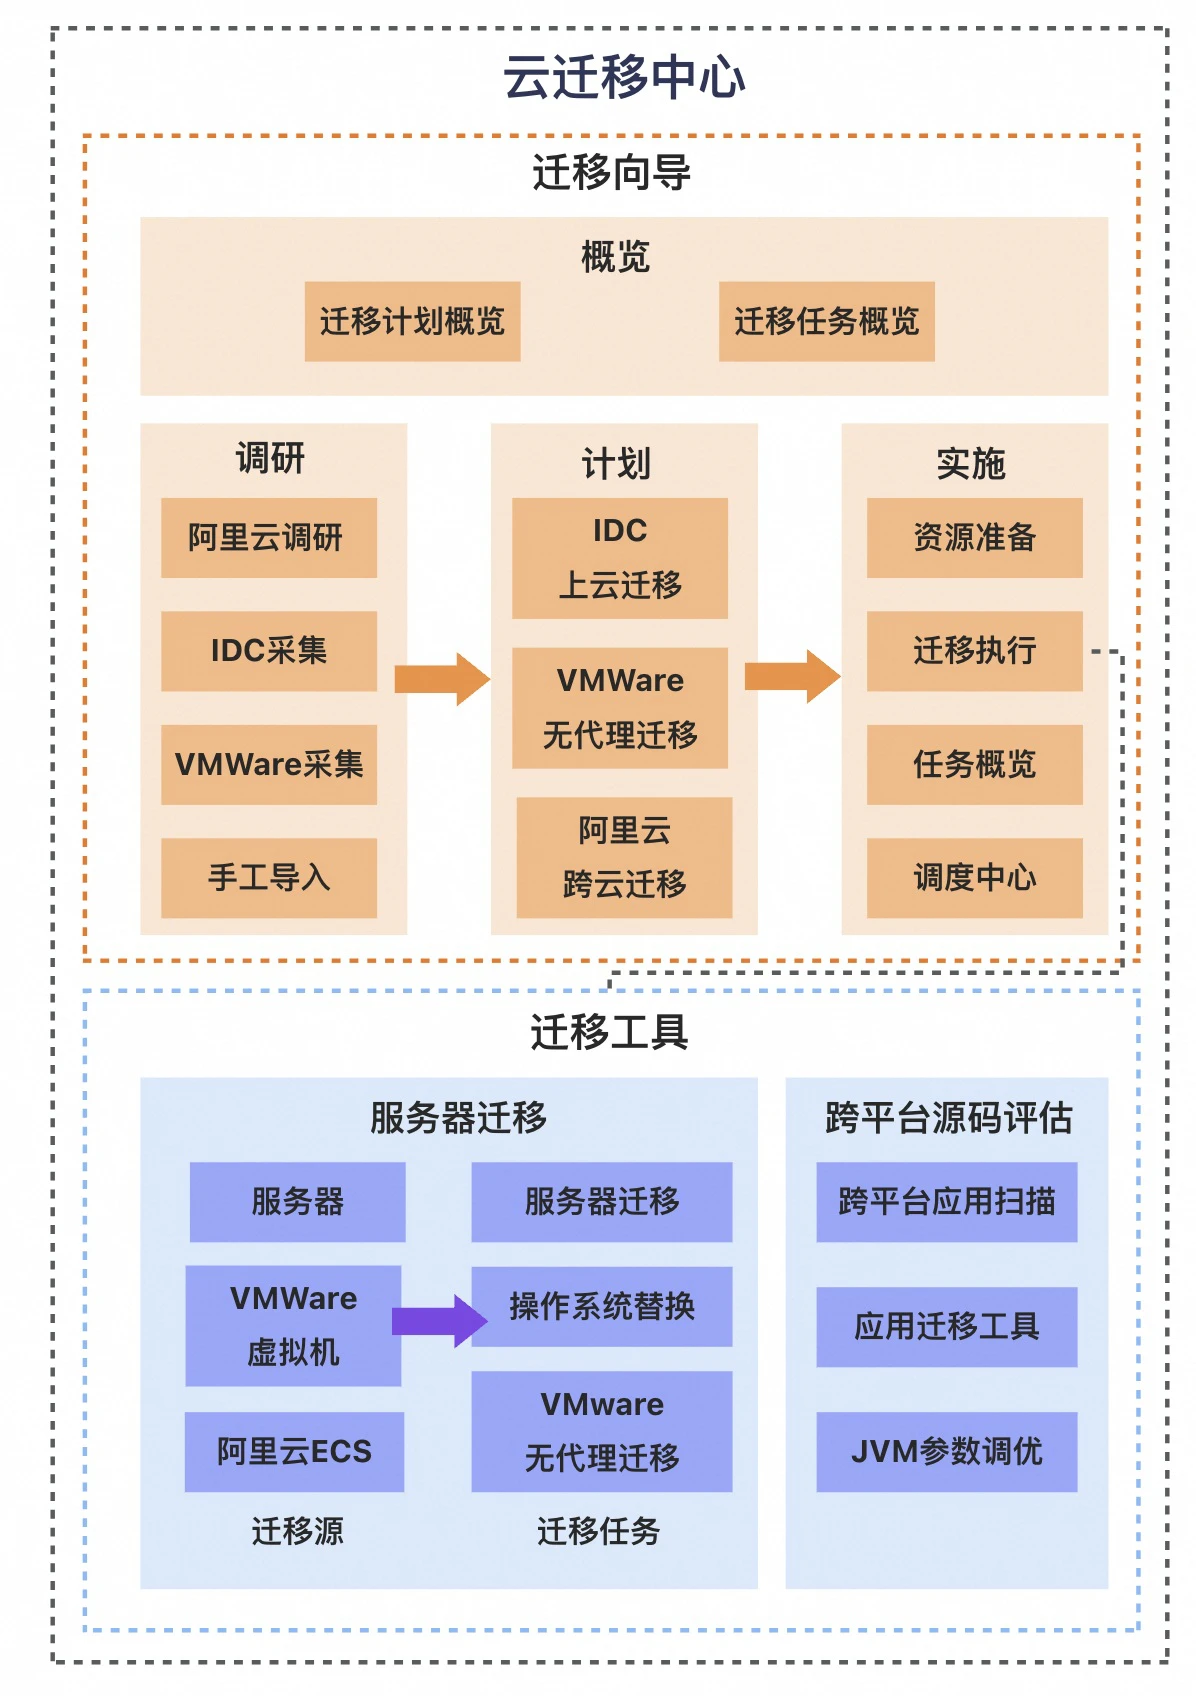 云迁移中心
迁移向导
概览
迁移计划概览
迁移任务概览
调研
阿里云调研
IDC采集
VMWare采集
手工导入
计划
IDC
上云迁移
VMWare
无代理迁移
阿里云
跨云迁移
实施
资源准备
迁移执行
任务概览
调度中心
迁移工具
服务器迁移
服务器
VMWare
虚拟机
阿里云ECS
迁移源
服务器迁移
操作系统替换
VMware
无代理迁移
迁移任务
跨平台源码评估
跨平台应用扫描
应用迁移工具
JVM参数调优